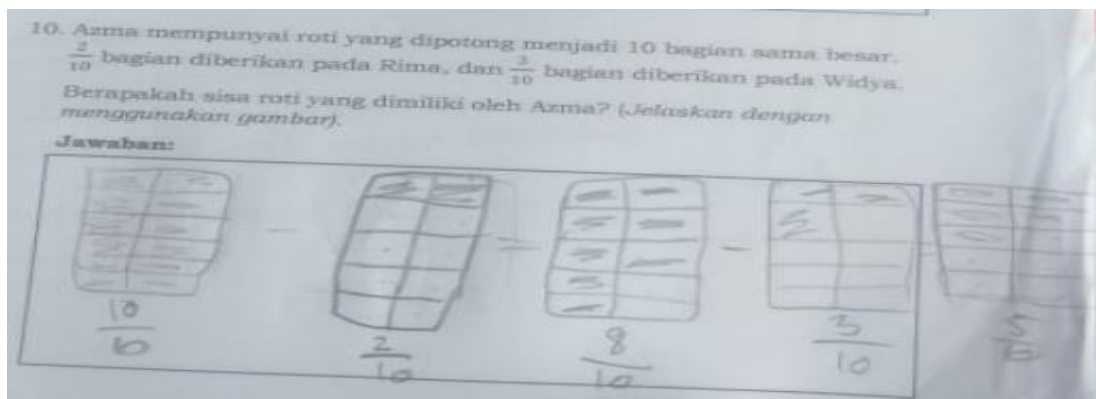 10. Azma mempunyai roti yang dipotong menjadi 10 bagian sama besar.
2/10 bagian diberikan pada Rima, dan 3/10 bagian diberikan pada Widya.
Berapakah sisa roti yang dimiliki oleh Azma? (Jelaskan dengan
menggunakan gambar).
Jawaban:
10/10 - 2/10 = 8/10 - 3/10 = 5/10